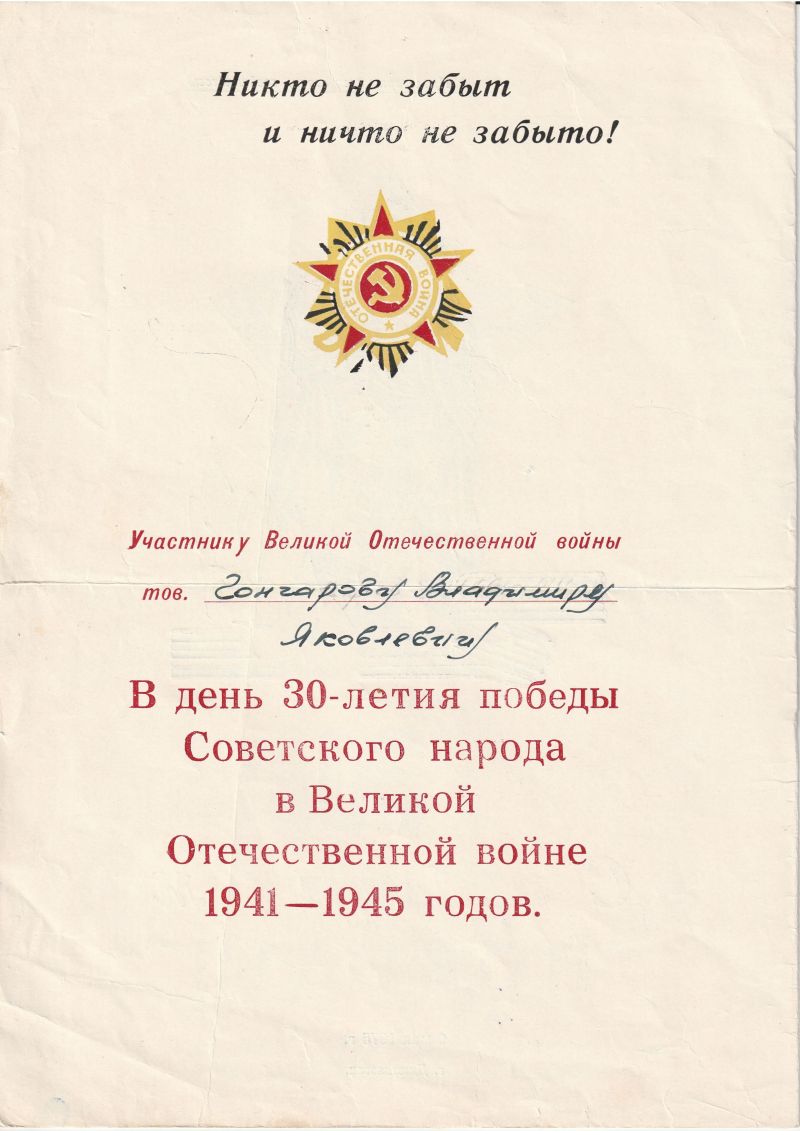 Никто не забыт
и ничто не забыто!
ОТЕЧЕСТВЕННАЯ ВОЙНА
Участнику Великой Отечественной войны
тов. Гончарову Владимиру
Яковлевичу
В день 30-летия победы
Советского народа
в Великой
Отечественной войне
1941—1945 годов.